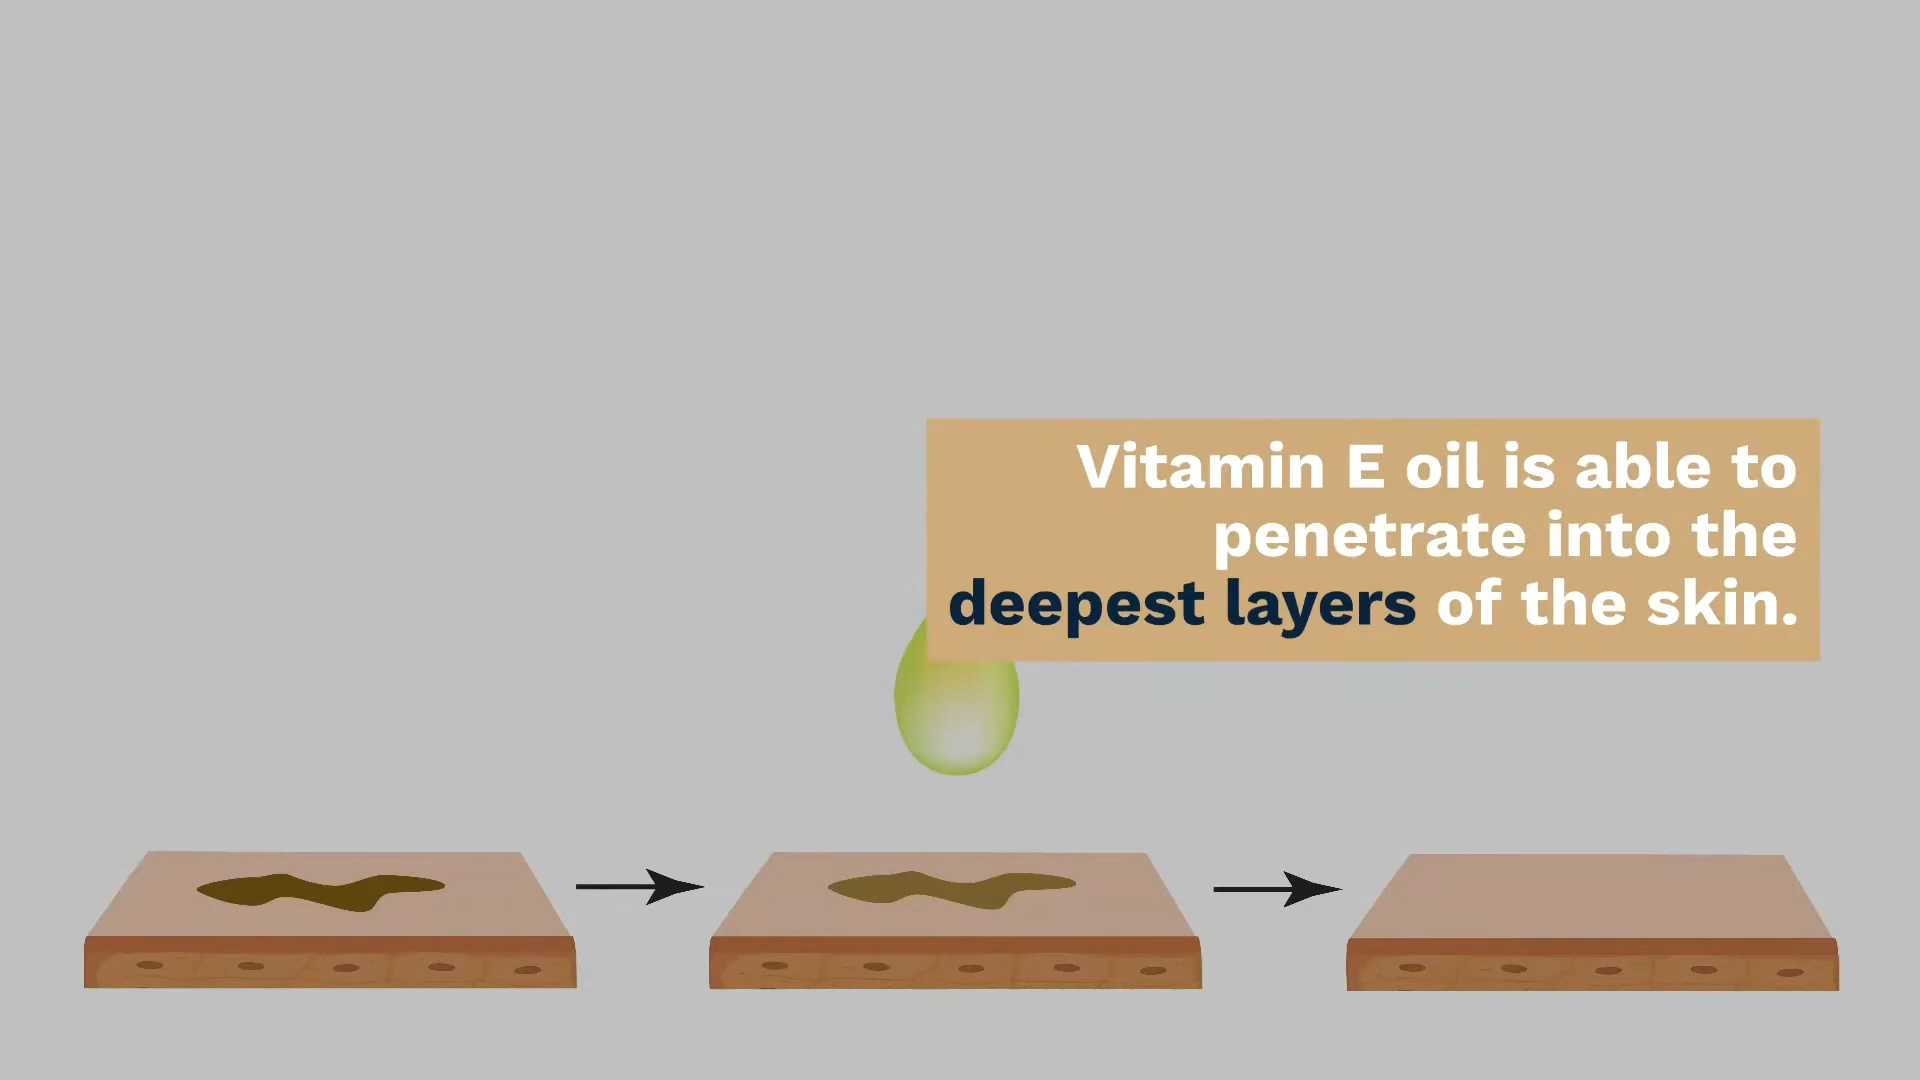 Vitamin E oil is able to
penetrate into the
deepest layers of the skin.